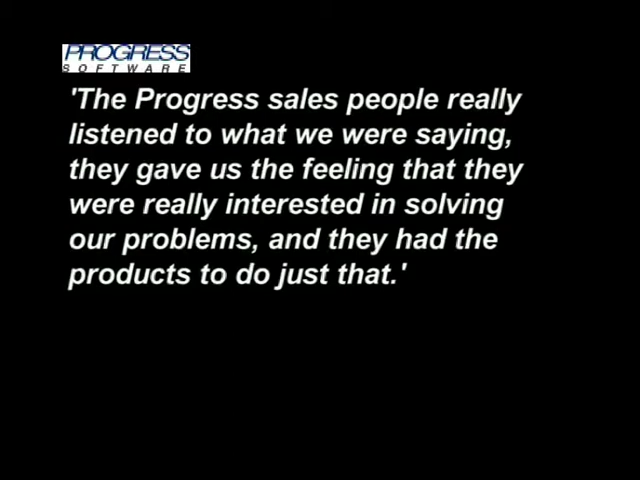 PROGRESS
SOFTWARE
'The Progress sales people really
listened to what we were saying,
they gave us the feeling that they
were really interested in solving
our problems, and they had the
products to do just that.'